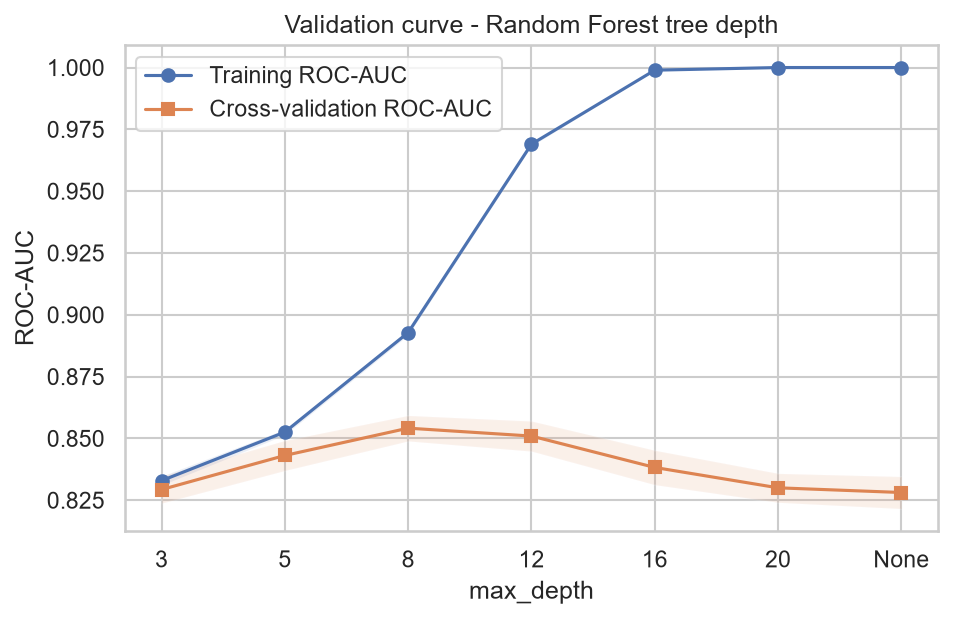 Validation curve - Random Forest tree depth
Training ROC-AUC
Cross-validation ROC-AUC
1.000
0.975
0.950
0.925
0.900
0.875
0.850
0.825
ROC-AUC
3 5 8 12 16 20 None
max_depth